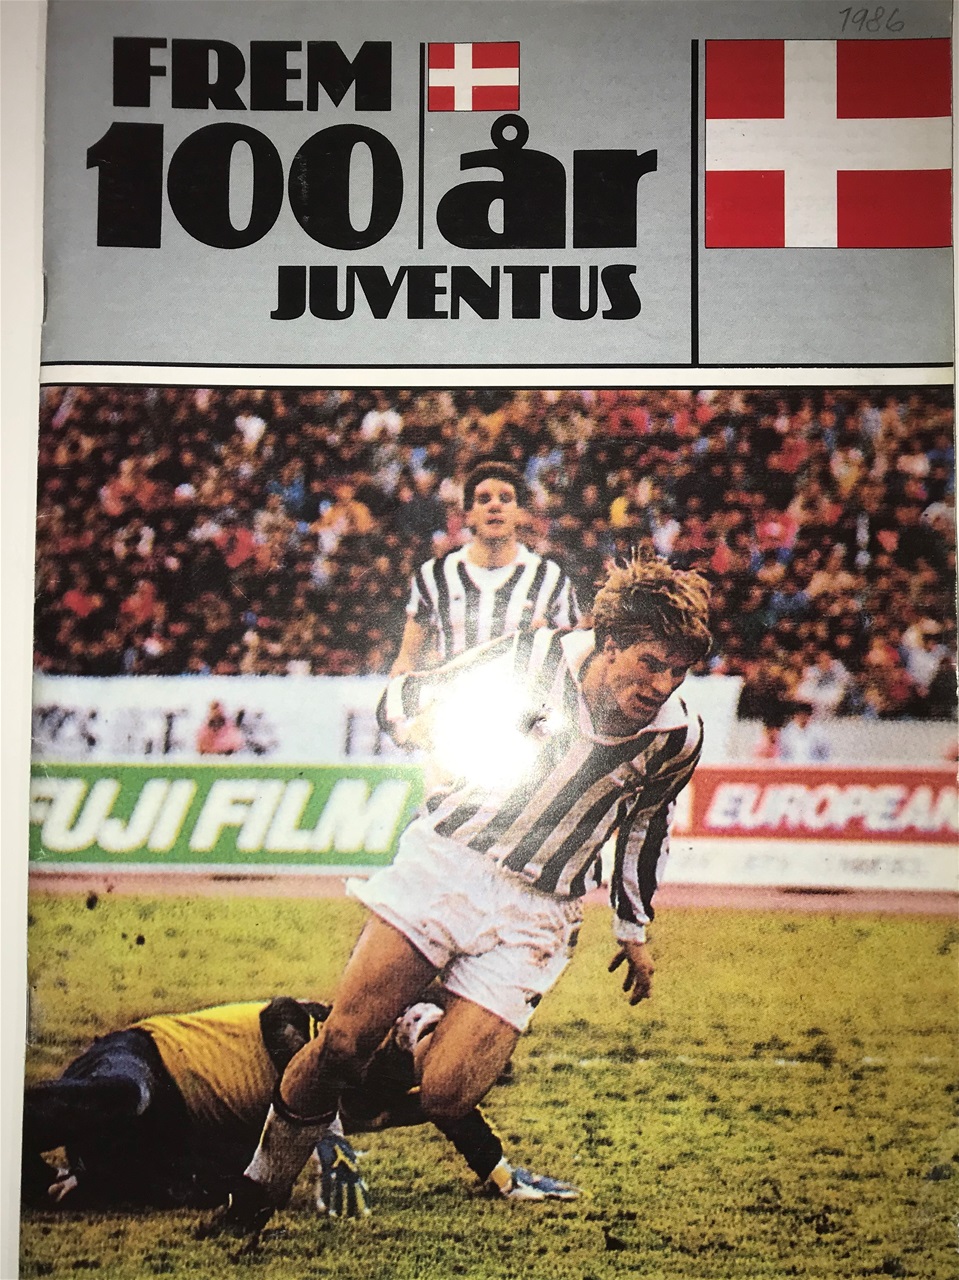 1986
FREM
100 år
JUVENTUS
FUJI FILM
EUROPEAN